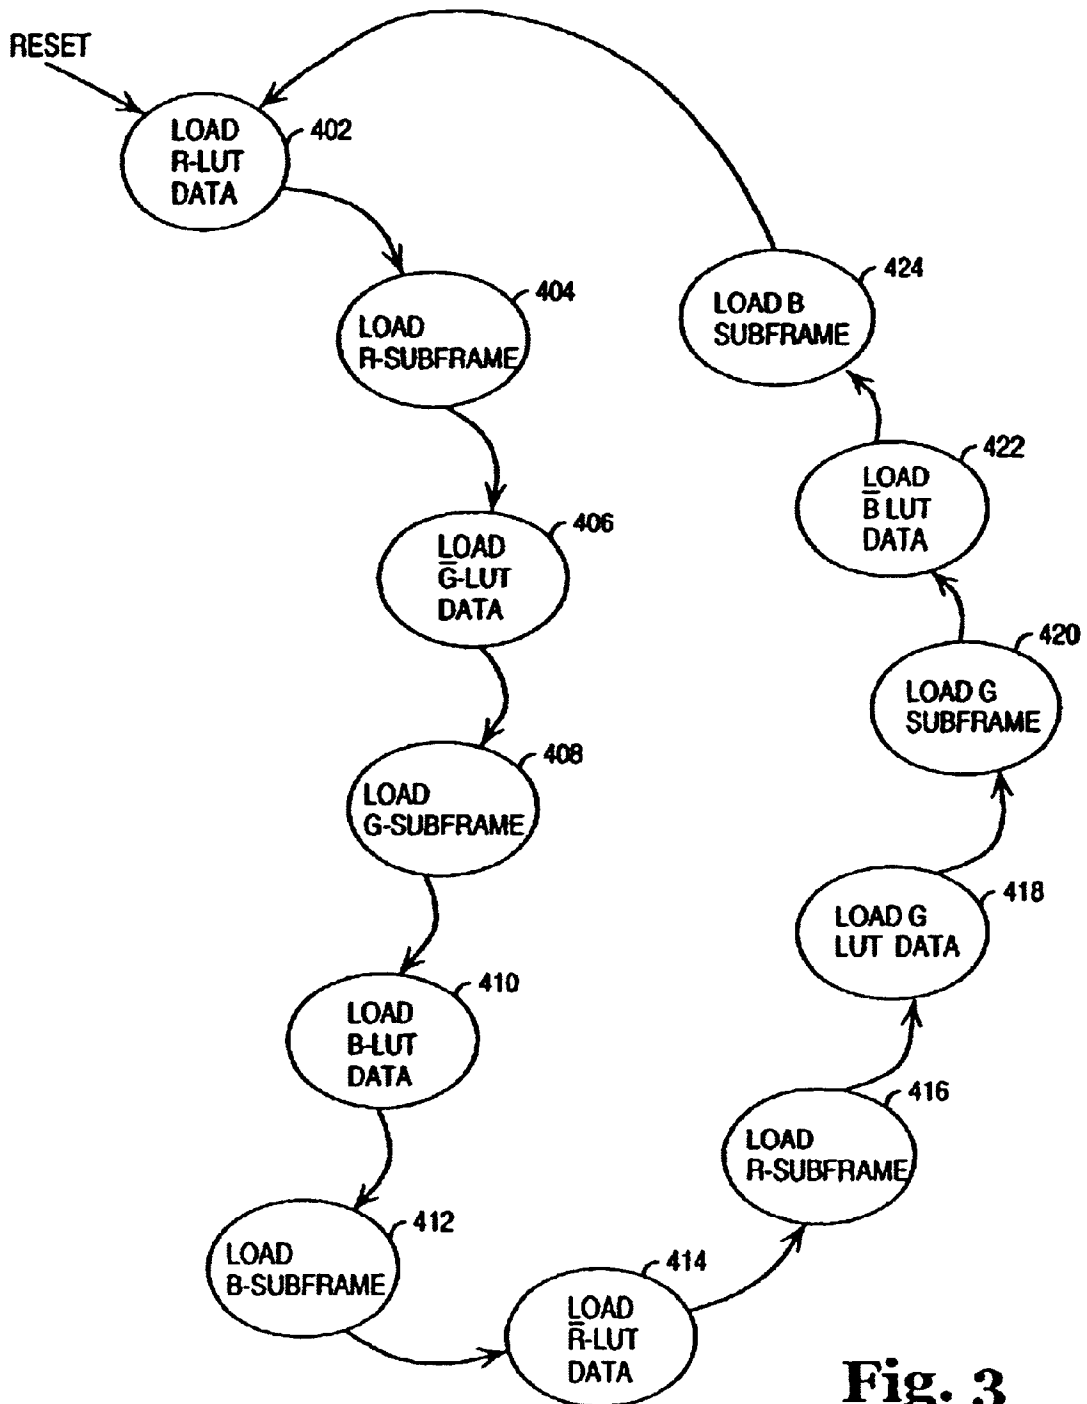 RESET
LOAD
R-LUT
DATA
402
LOAD
R-SUBFRAME
404
LOAD
G̅-LUT
DATA
406
LOAD
G-SUBFRAME
408
LOAD
B-LUT
DATA
410
LOAD
B-SUBFRAME
412
LOAD
R̅-LUT
DATA
414
LOAD
R-SUBFRAME
416
LOAD G
LUT DATA
418
LOAD G
SUBFRAME
420
LOAD
B̅ LUT
DATA
422
LOAD B
SUBFRAME
424
Fig. 3